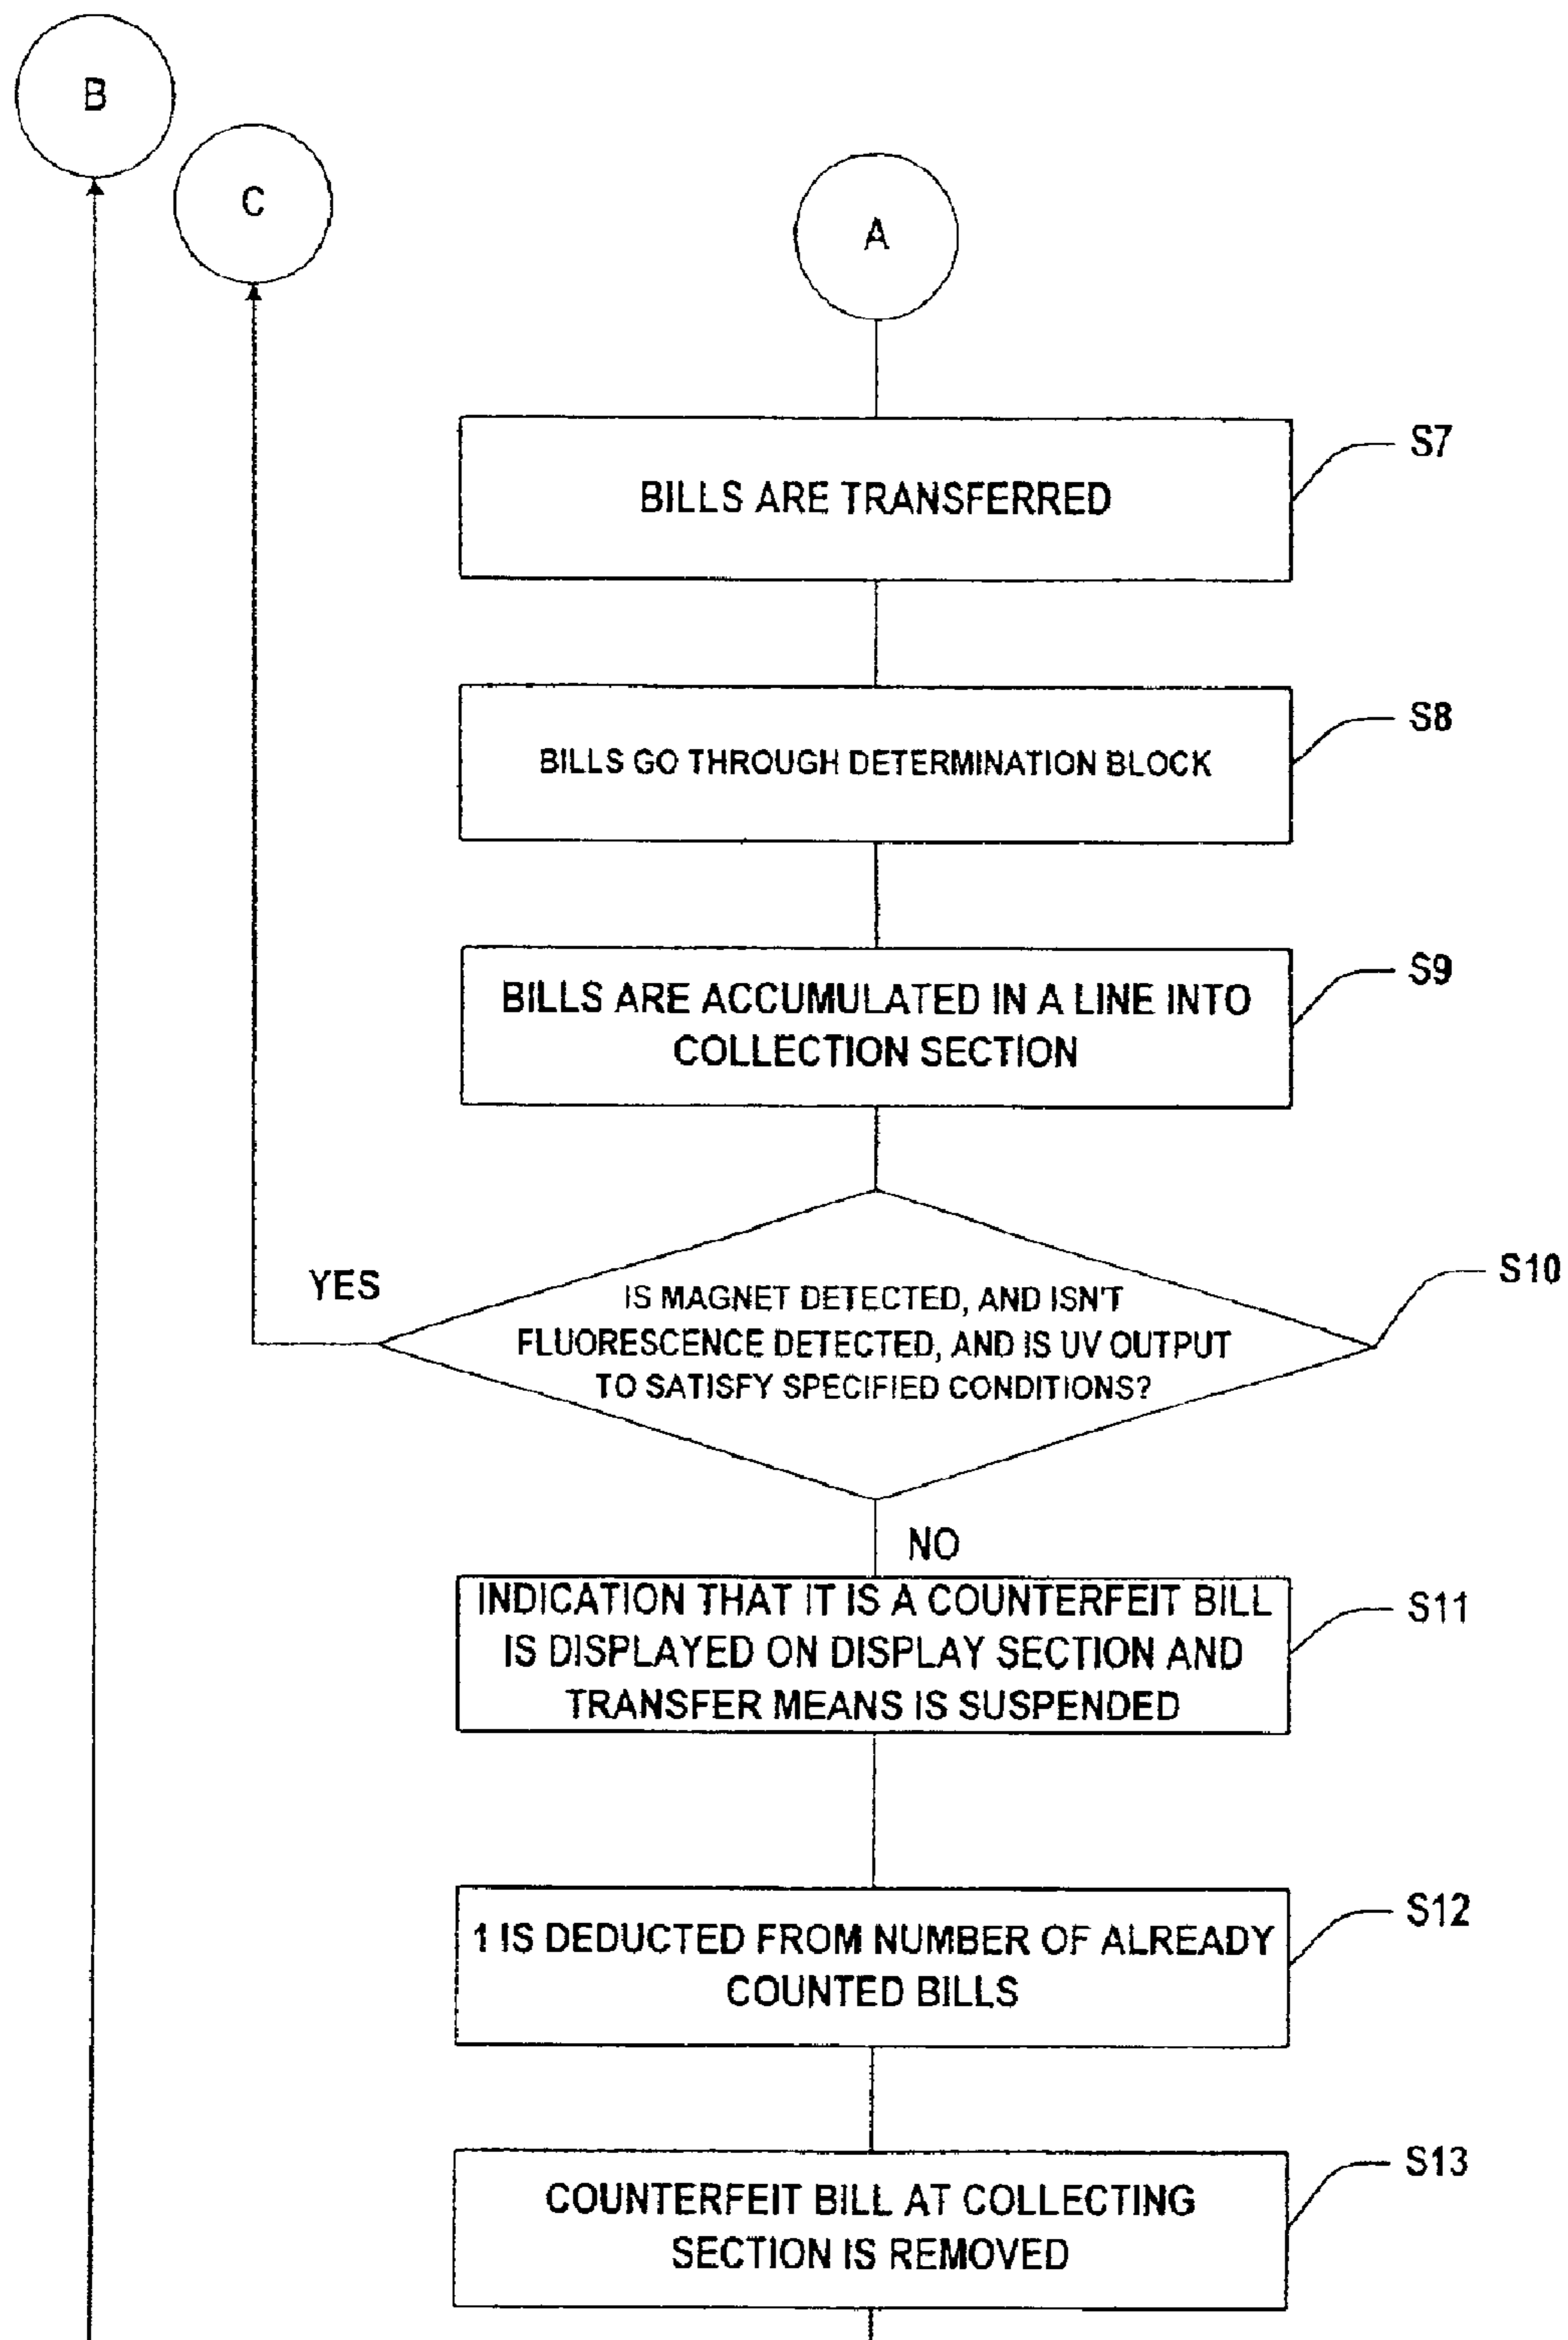 B
C
A
BILLS ARE TRANSFERRED
S7
BILLS GO THROUGH DETERMINATION BLOCK
S8
BILLS ARE ACCUMULATED IN A LINE INTO
COLLECTION SECTION
S9
YES
IS MAGNET DETECTED, AND ISN'T
FLUORESCENCE DETECTED, AND IS UV OUTPUT
TO SATISFY SPECIFIED CONDITIONS?
S10
NO
INDICATION THAT IT IS A COUNTERFEIT BILL
IS DISPLAYED ON DISPLAY SECTION AND
TRANSFER MEANS IS SUSPENDED
S11
1 IS DEDUCTED FROM NUMBER OF ALREADY
COUNTED BILLS
S12
COUNTERFEIT BILL AT COLLECTING
SECTION IS REMOVED
S13